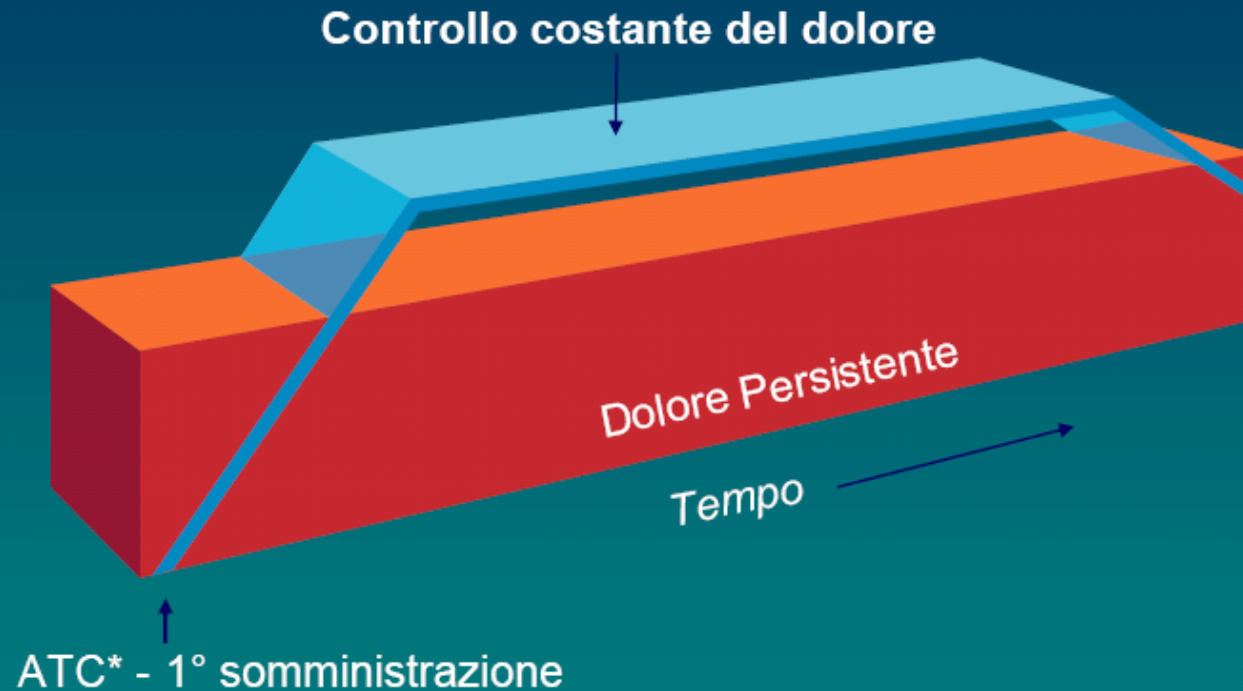 Controllo costante del dolore
Dolore Persistente
Tempo
ATC* - 1° somministrazione